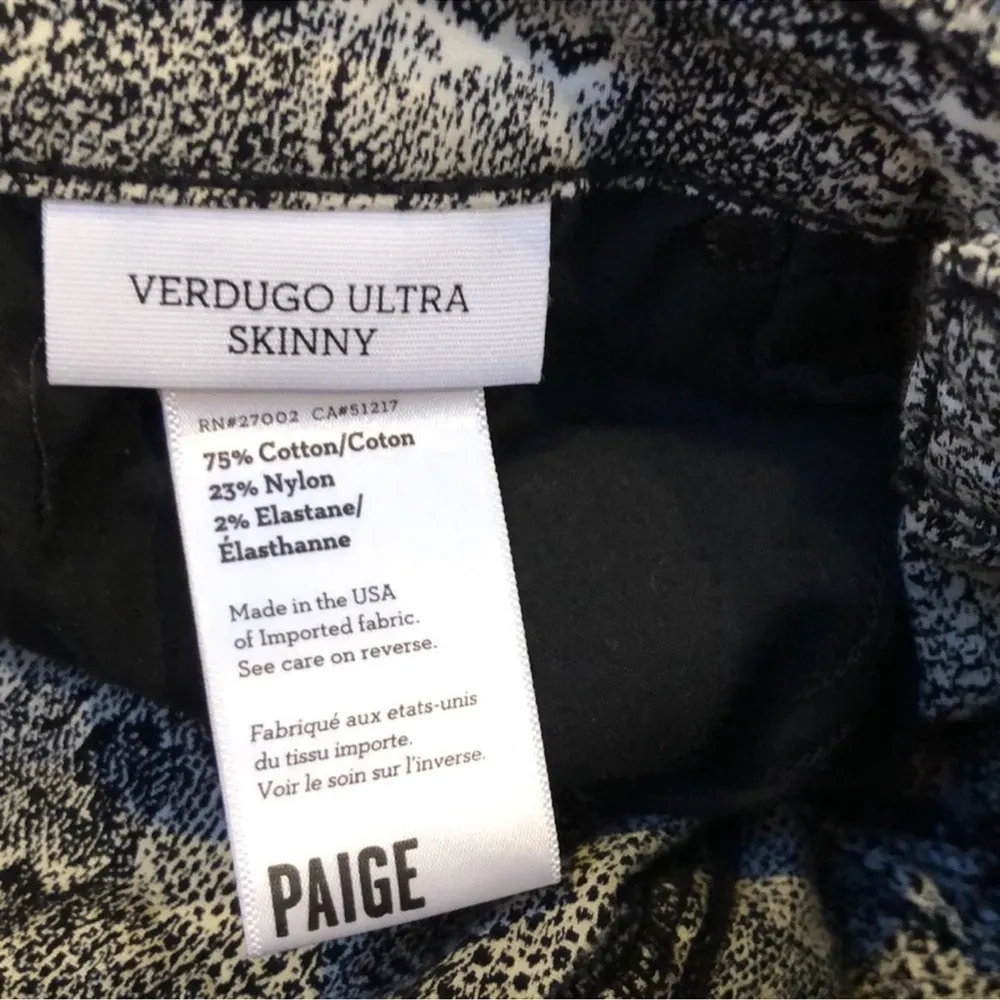 VERDUGO ULTRA
SKINNY
RN#27002 CA#51217
75% Cotton/Coton
23% Nylon
2% Elastane/
Élasthanne
Made in the USA
of Imported fabric.
See care on reverse.
Fabriqué aux etats-unis
du tissu importe.
Voir le soin sur l'inverse.
PAIGE